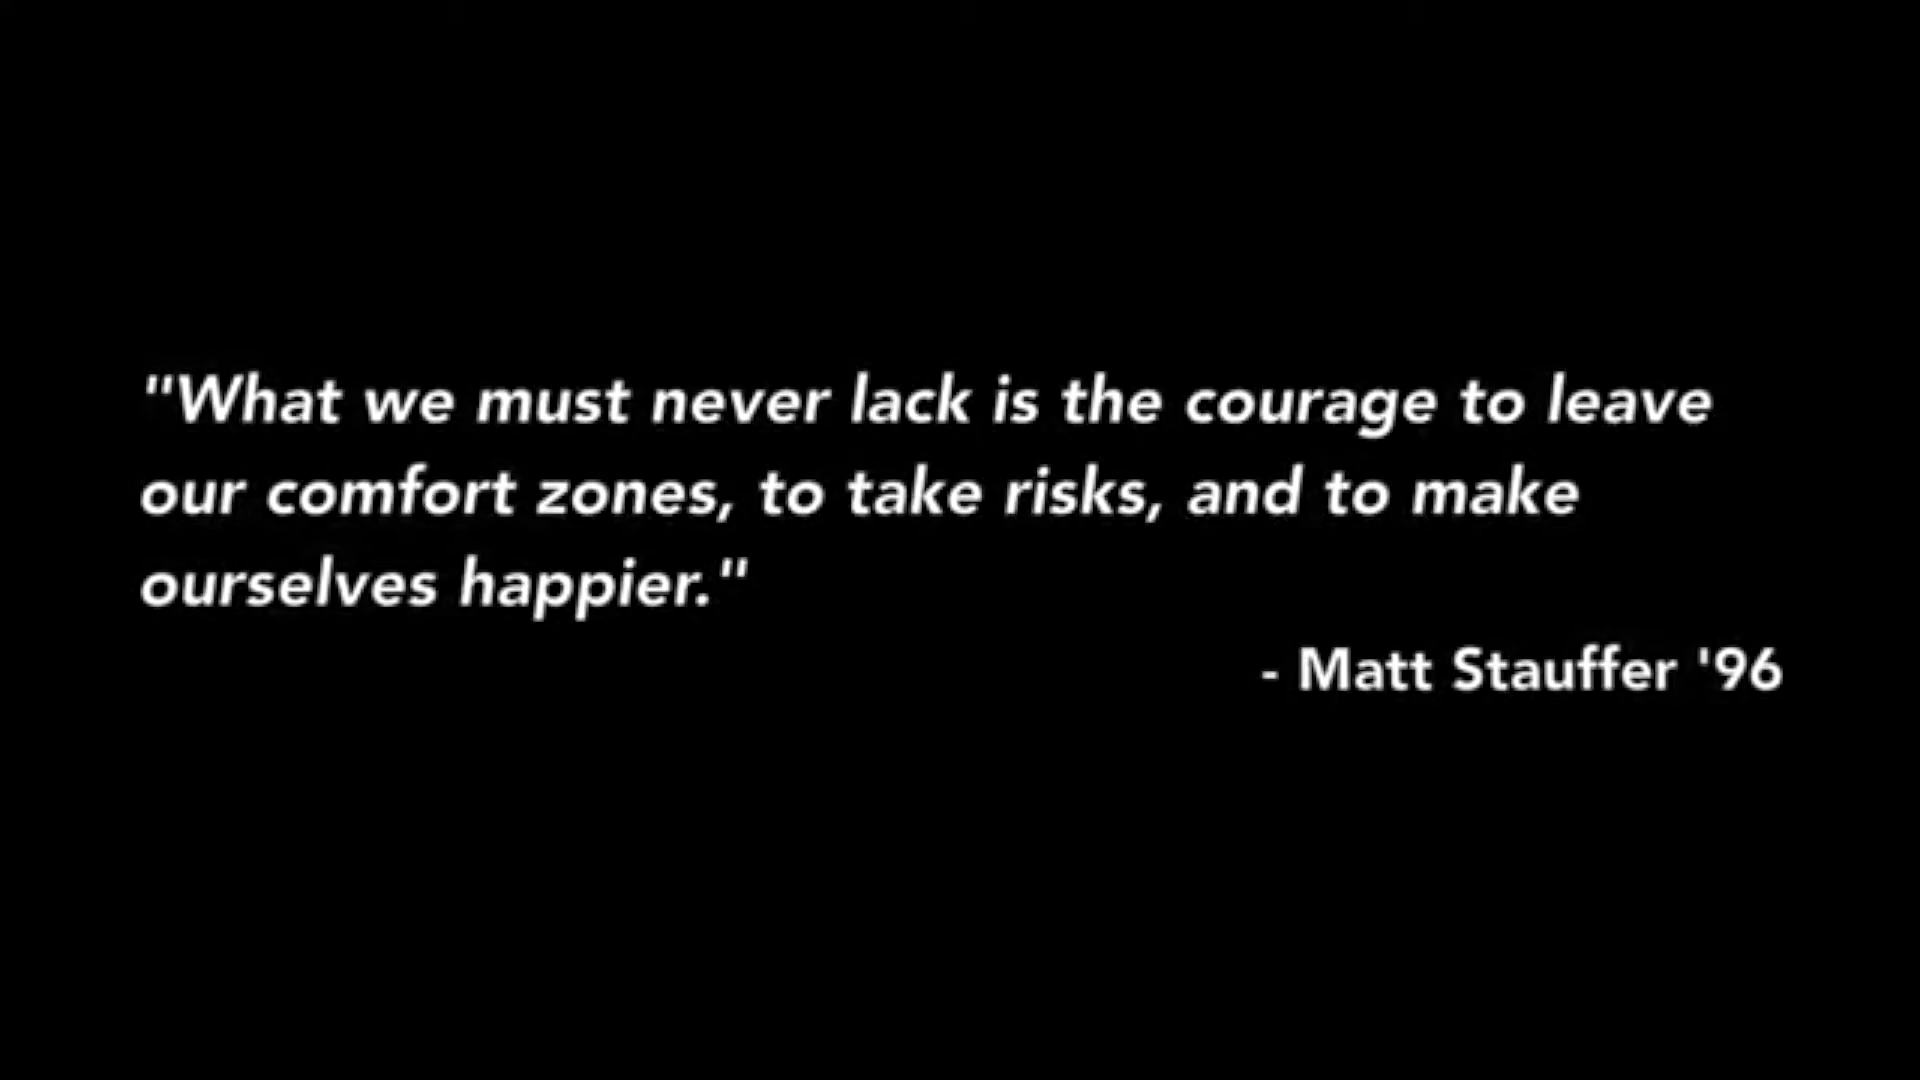 "What we must never lack is the courage to leave
our comfort zones, to take risks, and to make
ourselves happier."
- Matt Stauffer '96